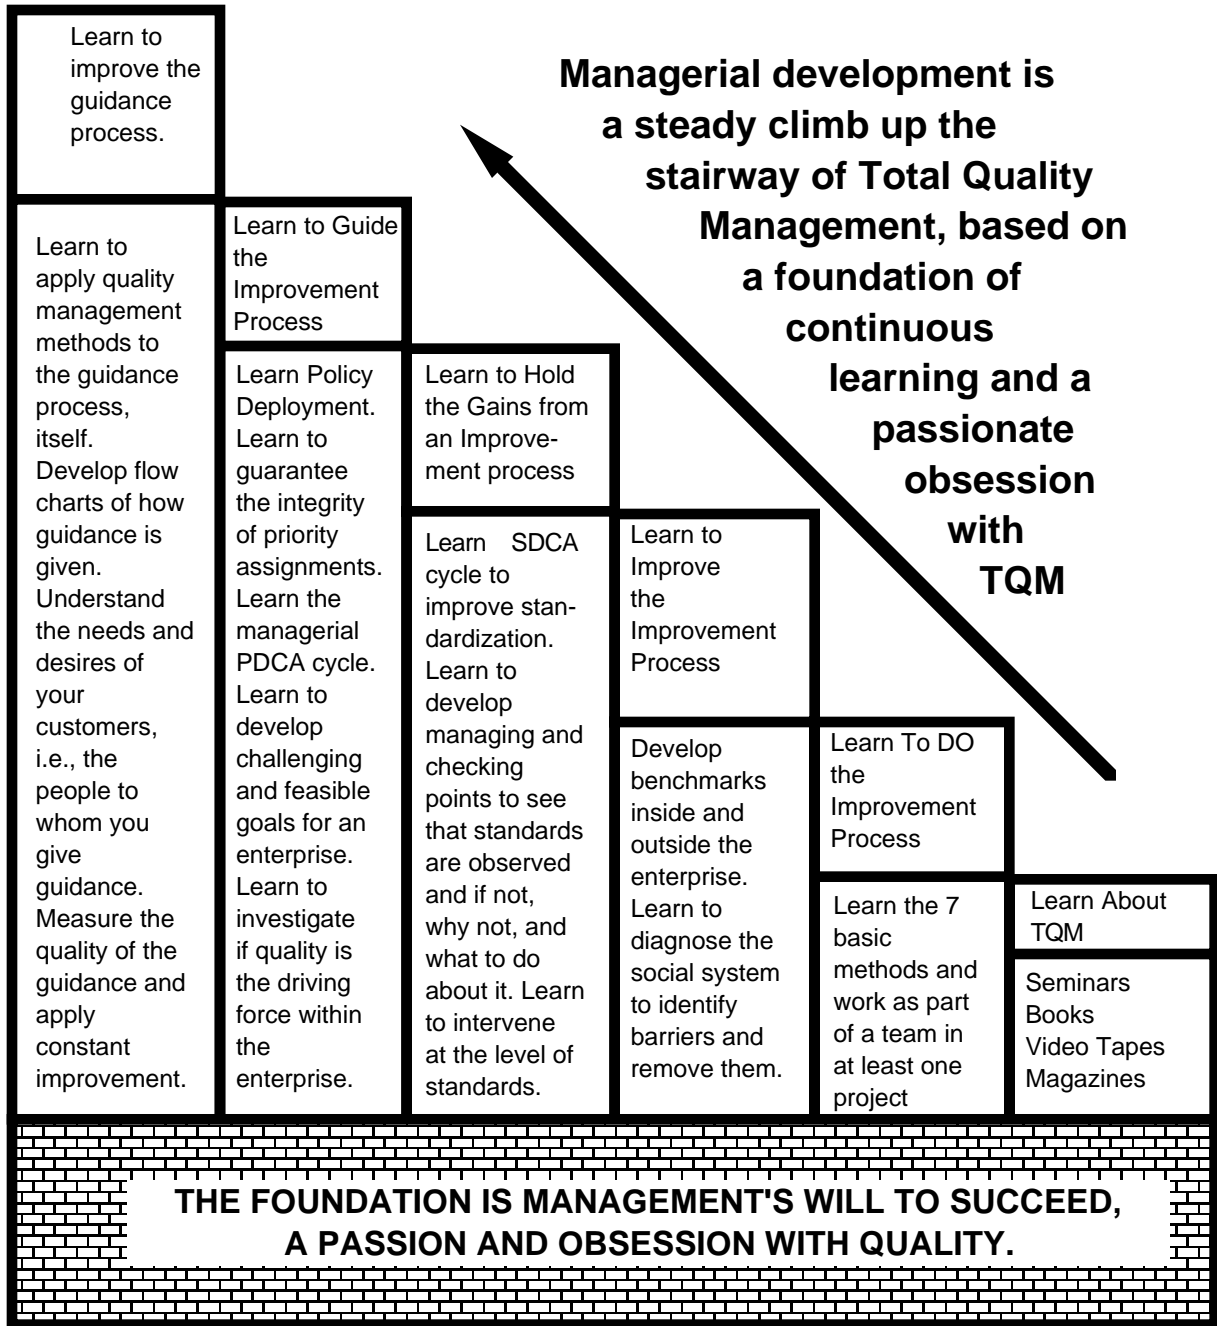 Learn to
improve the
guidance
process.
Managerial development is
a steady climb up the
stairway of Total Quality
Management, based on
a foundation of
continuous
learning and a
passionate
obsession
with
TQM
Learn to
apply quality
management
methods to
the guidance
process,
itself.
Develop flow
charts of how
guidance is
given.
Understand
the needs and
desires of
your
customers,
i.e., the
people to
whom you
give
guidance.
Measure the
quality of the
guidance and
apply
constant
improvement.
Learn to Guide
the
Improvement
Process
Learn Policy
Deployment.
Learn to
guarantee
the integrity
of priority
assignments.
Learn the
managerial
PDCA cycle.
Learn to
develop
challenging
and feasible
goals for an
enterprise.
Learn to
investigate
if quality is
the driving
force within
the
enterprise.
Learn to Hold
the Gains from
an Improve-
ment process
Learn SDCA
cycle to
improve stan-
dardization.
Learn to
develop
managing and
checking
points to see
that standards
are observed
and if not,
why not, and
what to do
about it. Learn
to intervene
at the level of
standards.
Learn to
Improve
the
Improvement
Process
Develop
benchmarks
inside and
outside the
enterprise.
Learn to
diagnose the
social system
to identify
barriers and
remove them.
Learn To DO
the
Improvement
Process
Learn the 7
basic
methods and
work as part
of a team in
at least one
project
Learn About
TQM
Seminars
Books
Video Tapes
Magazines
THE FOUNDATION IS MANAGEMENT'S WILL TO SUCCEED,
A PASSION AND OBSESSION WITH QUALITY.